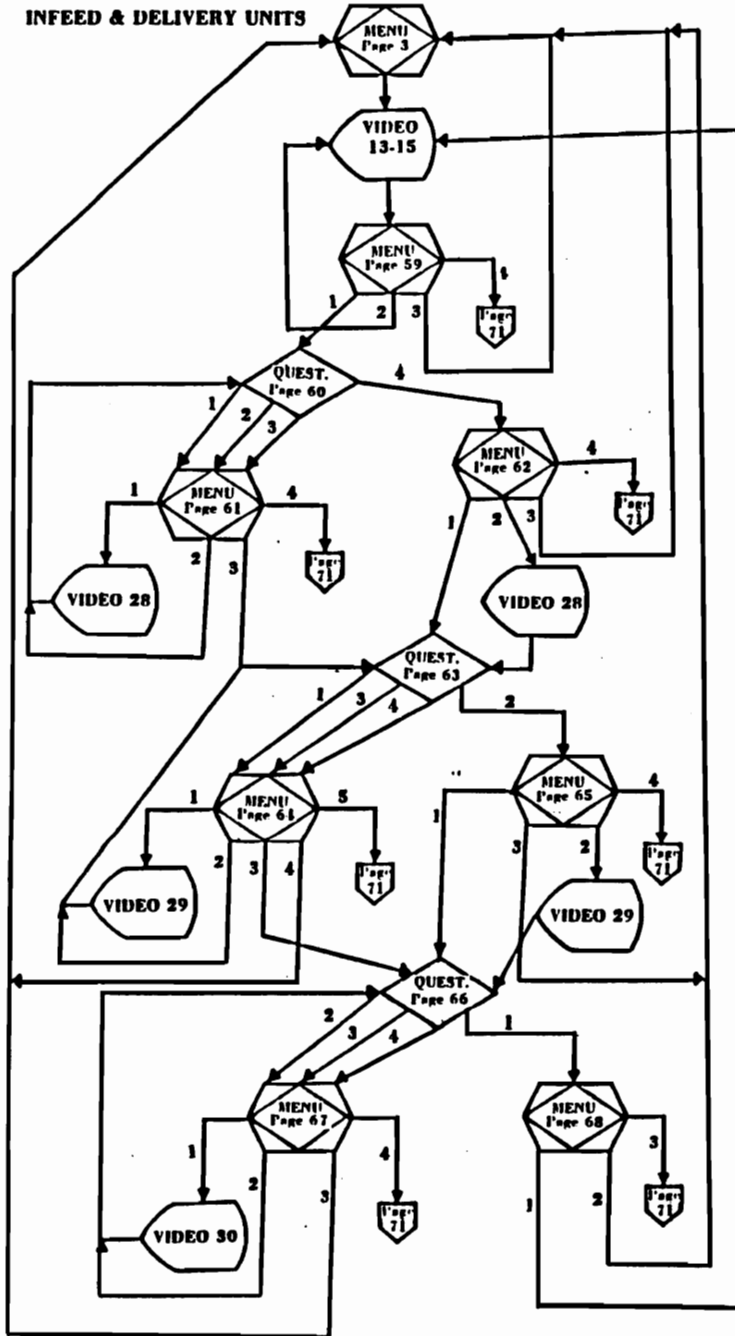 INFEED & DELIVERY UNITS
MENU
Page 3
VIDEO
13-15
MENU
Page 59
4
1
2
3
Page
71
QUEST.
Page 60
4
1
2
3
MENU
Page 62
4
1
2
3
Page
71
MENU
Page 61
1
4
2
3
Page
71
VIDEO 28
VIDEO 28
QUEST.
Page 63
1
3
4
2
MENU
Page 64
1
5
2
3
4
Page
71
MENU
Page 65
1
4
3
2
Page
71
VIDEO 29
VIDEO 29
QUEST.
Page 66
2
3
4
1
MENU
Page 67
1
4
2
3
Page
71
MENU
Page 68
3
1
2
Page
71
VIDEO 30